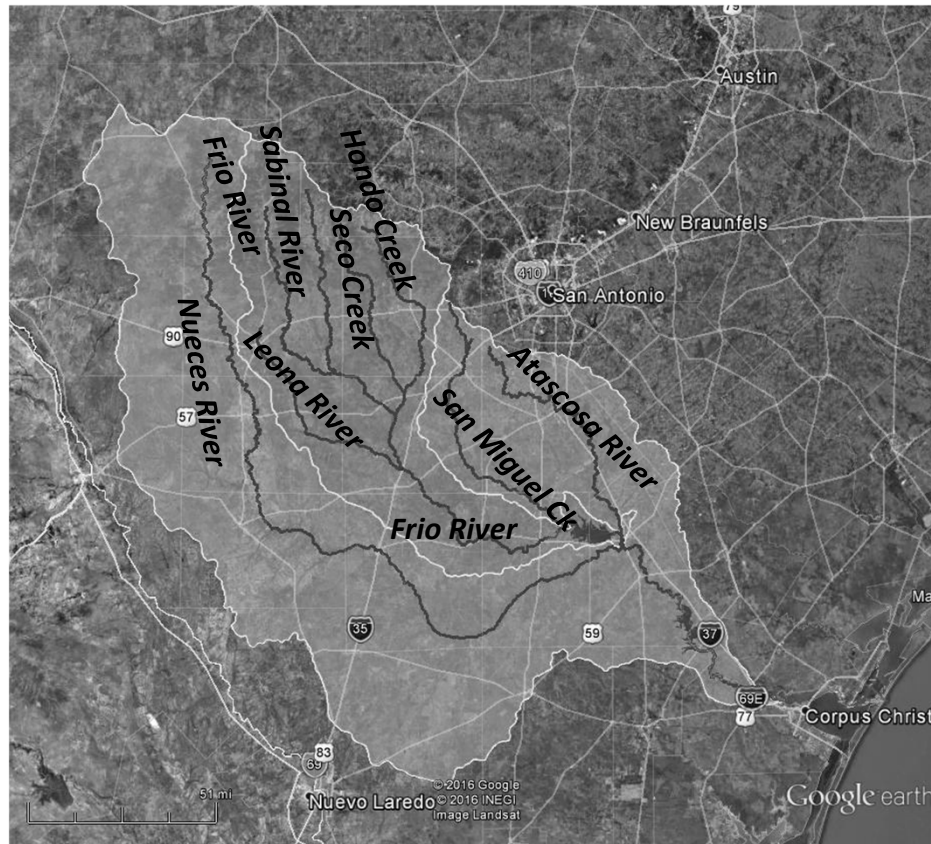 79
Austin
Hondo Creek
Sabinal River
Frio River
Seco Creek
New Braunfels
410
San Antonio
Nueces River
90
Leona River
Atascosa River
57
San Miguel Ck
Frio River
35
59
37
69E
77
Corpus Christ
Ma
83
69
51 mi
Nuevo Laredo
© 2016 Google
© 2016 INEGI
Image Landsat
Google earth